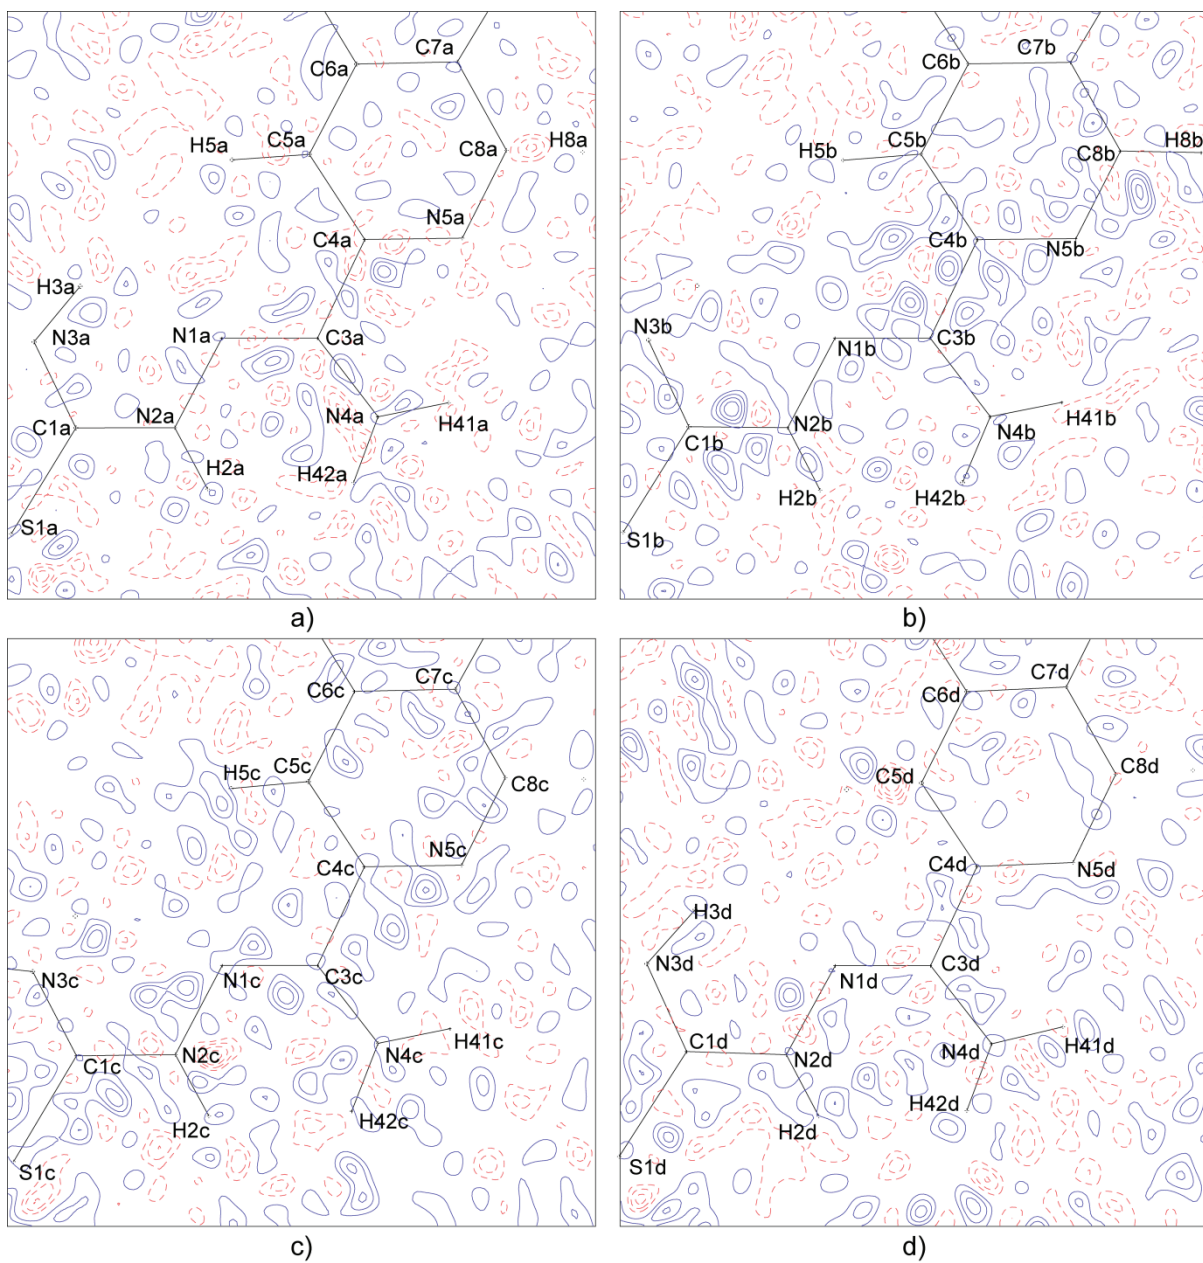 C7a
C6a
H5a
C5a
C8a
H8a
N5a
C4a
H3a
N3a
N1a
C3a
C1a
N2a
N4a
H41a
H2a
H42a
S1a
a)
C7b
C6b
H5b
C5b
C8b
H8b
C4b
N5b
N3b
N1b
C3b
C1b
N2b
N4b
H41b
H2b
H42b
S1b
b)
C7c
C6c
H5c
C5c
C8c
N5c
C4c
N3c
N1c
C3c
C1c
N2c
N4c
H41c
H2c
H42c
S1c
c)
C7d
C6d
C5d
C8d
C4d
N5d
H3d
N3d
N1d
C3d
C1d
N2d
N4d
H41d
H42d
H2d
S1d
d)